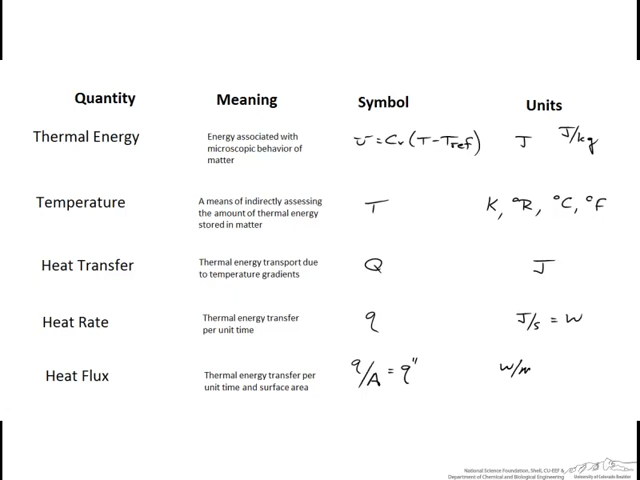 Quantity Meaning Symbol Units
Thermal Energy
Energy associated with
microscopic behavior of
matter
U = Cv (T - Tref)
J J/kg
Temperature
A means of indirectly assessing
the amount of thermal energy
stored in matter
T
K, °R, °C, °F
Heat Transfer
Thermal energy transport due
to temperature gradients
Q
J
Heat Rate
Thermal energy transfer
per unit time
q
J/s = W
Heat Flux
Thermal energy transfer per
unit time and surface area
q/A = q"
W/m
National Science Foundation, Shell, CU-EEF &
Department of Chemical and Biological Engineering
University of Colorado Boulder